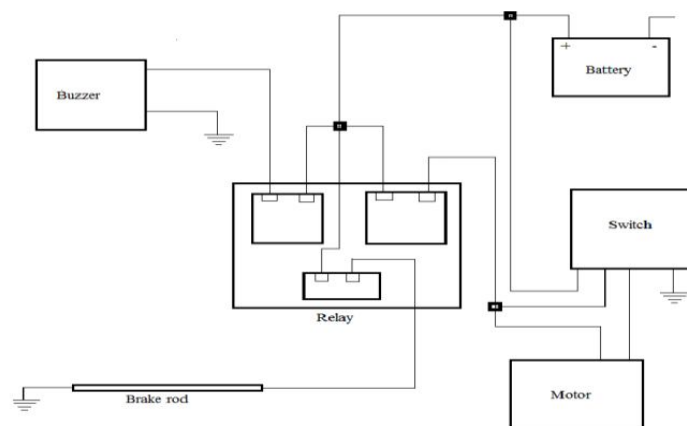 + -
Battery
Buzzer
Switch
Relay
Brake rod
Motor